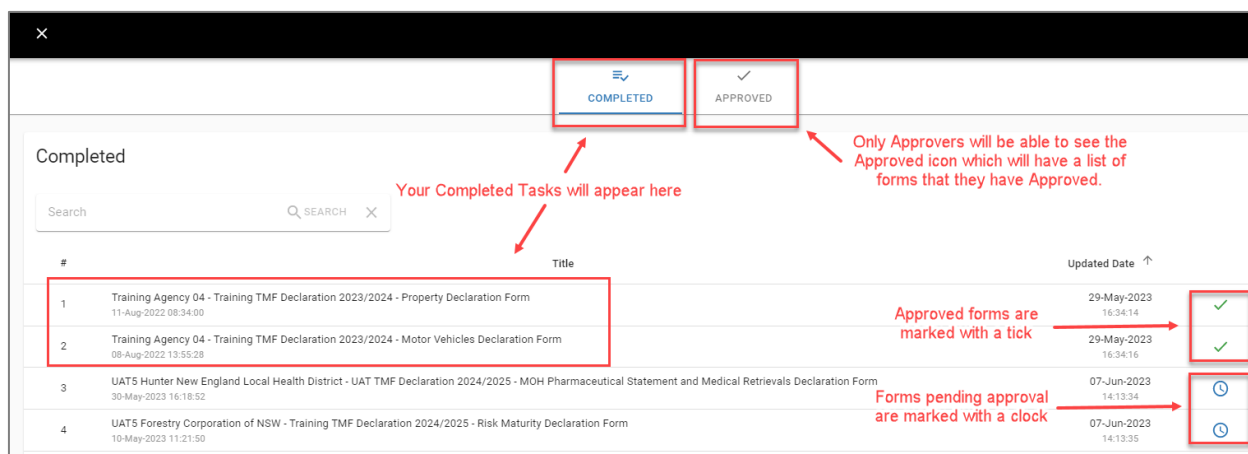 COMPLETED
APPROVED
Only Approvers will be able to see the
Approved icon which will have a list of
forms that they have Approved.
Completed
Your Completed Tasks will appear here
Search
SEARCH
# Title Updated Date
1 Training Agency 04 - Training TMF Declaration 2023/2024 - Property Declaration Form 29-May-2023
11-Aug-2022 08:34:00 16:34:14
Approved forms are
marked with a tick
2 Training Agency 04 - Training TMF Declaration 2023/2024 - Motor Vehicles Declaration Form 29-May-2023
08-Aug-2022 13:55:28 16:34:16
3 UAT5 Hunter New England Local Health District - UAT TMF Declaration 2024/2025 - MOH Pharmaceutical Statement and Medical Retrievals Declaration Form 07-Jun-2023
30-May-2023 16:18:52 14:13:34
Forms pending approval
are marked with a clock
4 UAT5 Forestry Corporation of NSW - Training TMF Declaration 2024/2025 - Risk Maturity Declaration Form 07-Jun-2023
10-May-2023 11:21:50 14:13:35